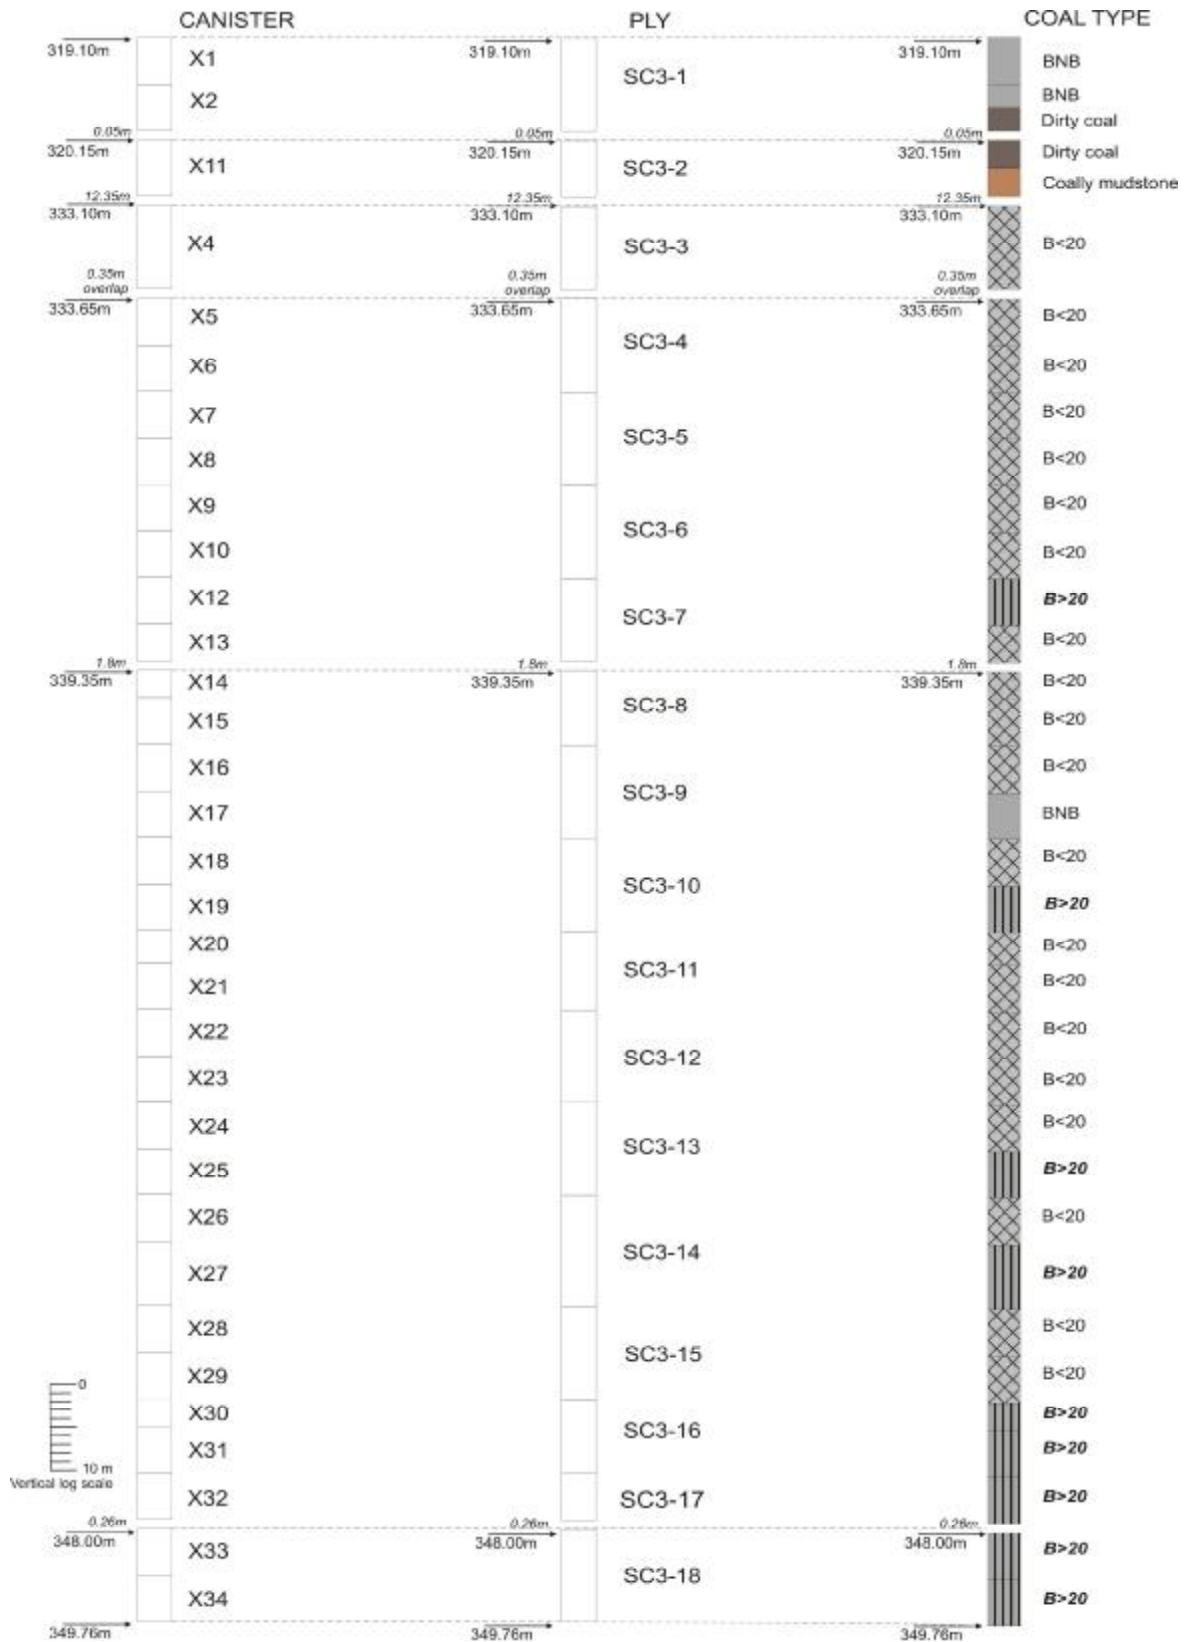 CANISTER PLY COAL TYPE
319.10m X1 319.10m SC3-1 319.10m BNB
X2 BNB
0.05m 0.05m 0.05m Dirty coal
320.15m X11 320.15m SC3-2 320.15m Dirty coal
12.35m 12.35m 12.35m Coally mudstone
333.10m 333.10m 333.10m
X4 SC3-3 B<20
0.35m 0.35m 0.35m
overlap overlap overlap
333.65m X5 333.65m 333.65m B<20
SC3-4
X6 B<20
X7 B<20
SC3-5
X8 B<20
X9 B<20
SC3-6
X10 B<20
X12 B>20
SC3-7
X13 B<20
1.8m 1.8m 1.8m
339.35m X14 339.35m 339.35m B<20
SC3-8
X15 B<20
X16 B<20
SC3-9
X17 BNB
X18 B<20
SC3-10
X19 B>20
X20 B<20
SC3-11
X21 B<20
X22 B<20
SC3-12
X23 B<20
X24 B<20
SC3-13
X25 B>20
X26 B<20
SC3-14
X27 B>20
X28 B<20
SC3-15
X29 B<20
0
X30 B>20
SC3-16
X31 B>20
10 m
Vertical log scale
X32 SC3-17 B>20
0.26m 0.26m 0.26m
348.00m 348.00m 348.00m
X33 B>20
SC3-18
X34 B>20
349.76m 349.76m 349.76m